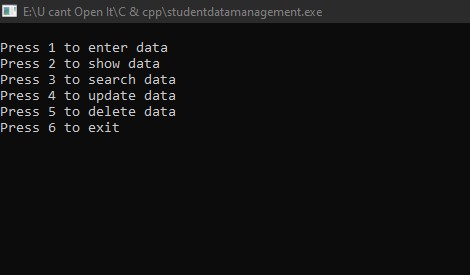 E:\U cant Open It\C & cpp\studentdatamanagement.exe
Press 1 to enter data
Press 2 to show data
Press 3 to search data
Press 4 to update data
Press 5 to delete data
Press 6 to exit